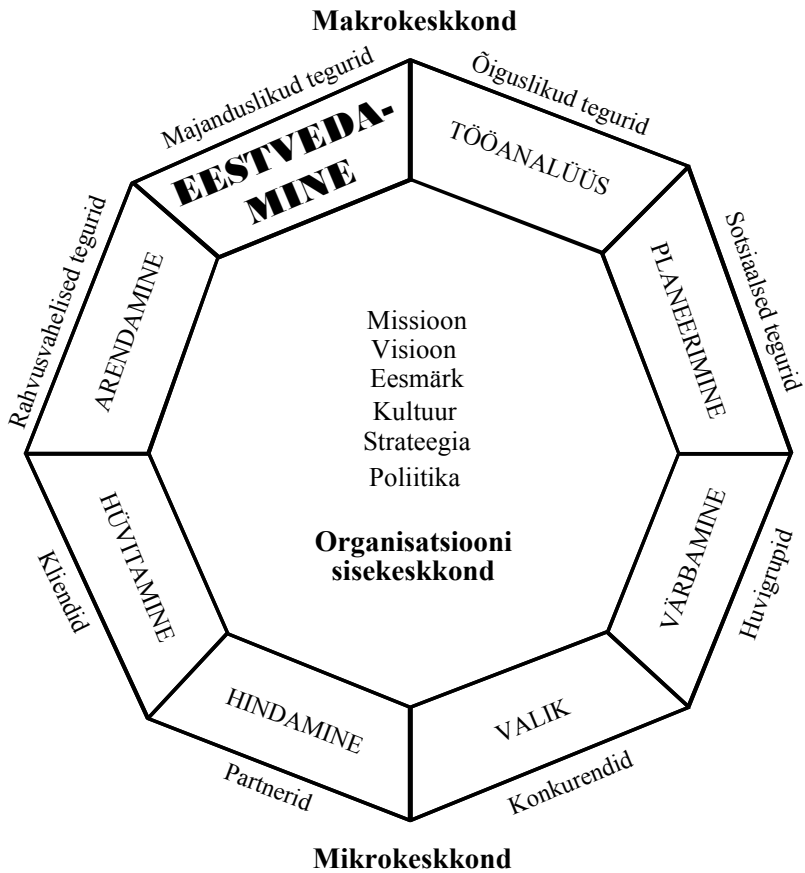 Makrokeskkond
Majanduslikud tegurid
Õiguslikud tegurid
EESTVEDA-
MINE
TÖÖANALÜÜS
Rahvusvahelised tegurid
ARENDAMINE
PLANEERIMINE
Sotsiaalsed tegurid
Missioon
Visioon
Eesmärk
Kultuur
Strateegia
Poliitika
Organisatsiooni
sisekeskkond
Kliendid
HÜVITAMINE
VÄRBAMINE
Huvigrupid
HINDAMINE
VALIK
Partnerid
Konkurendid
Mikrokeskkond